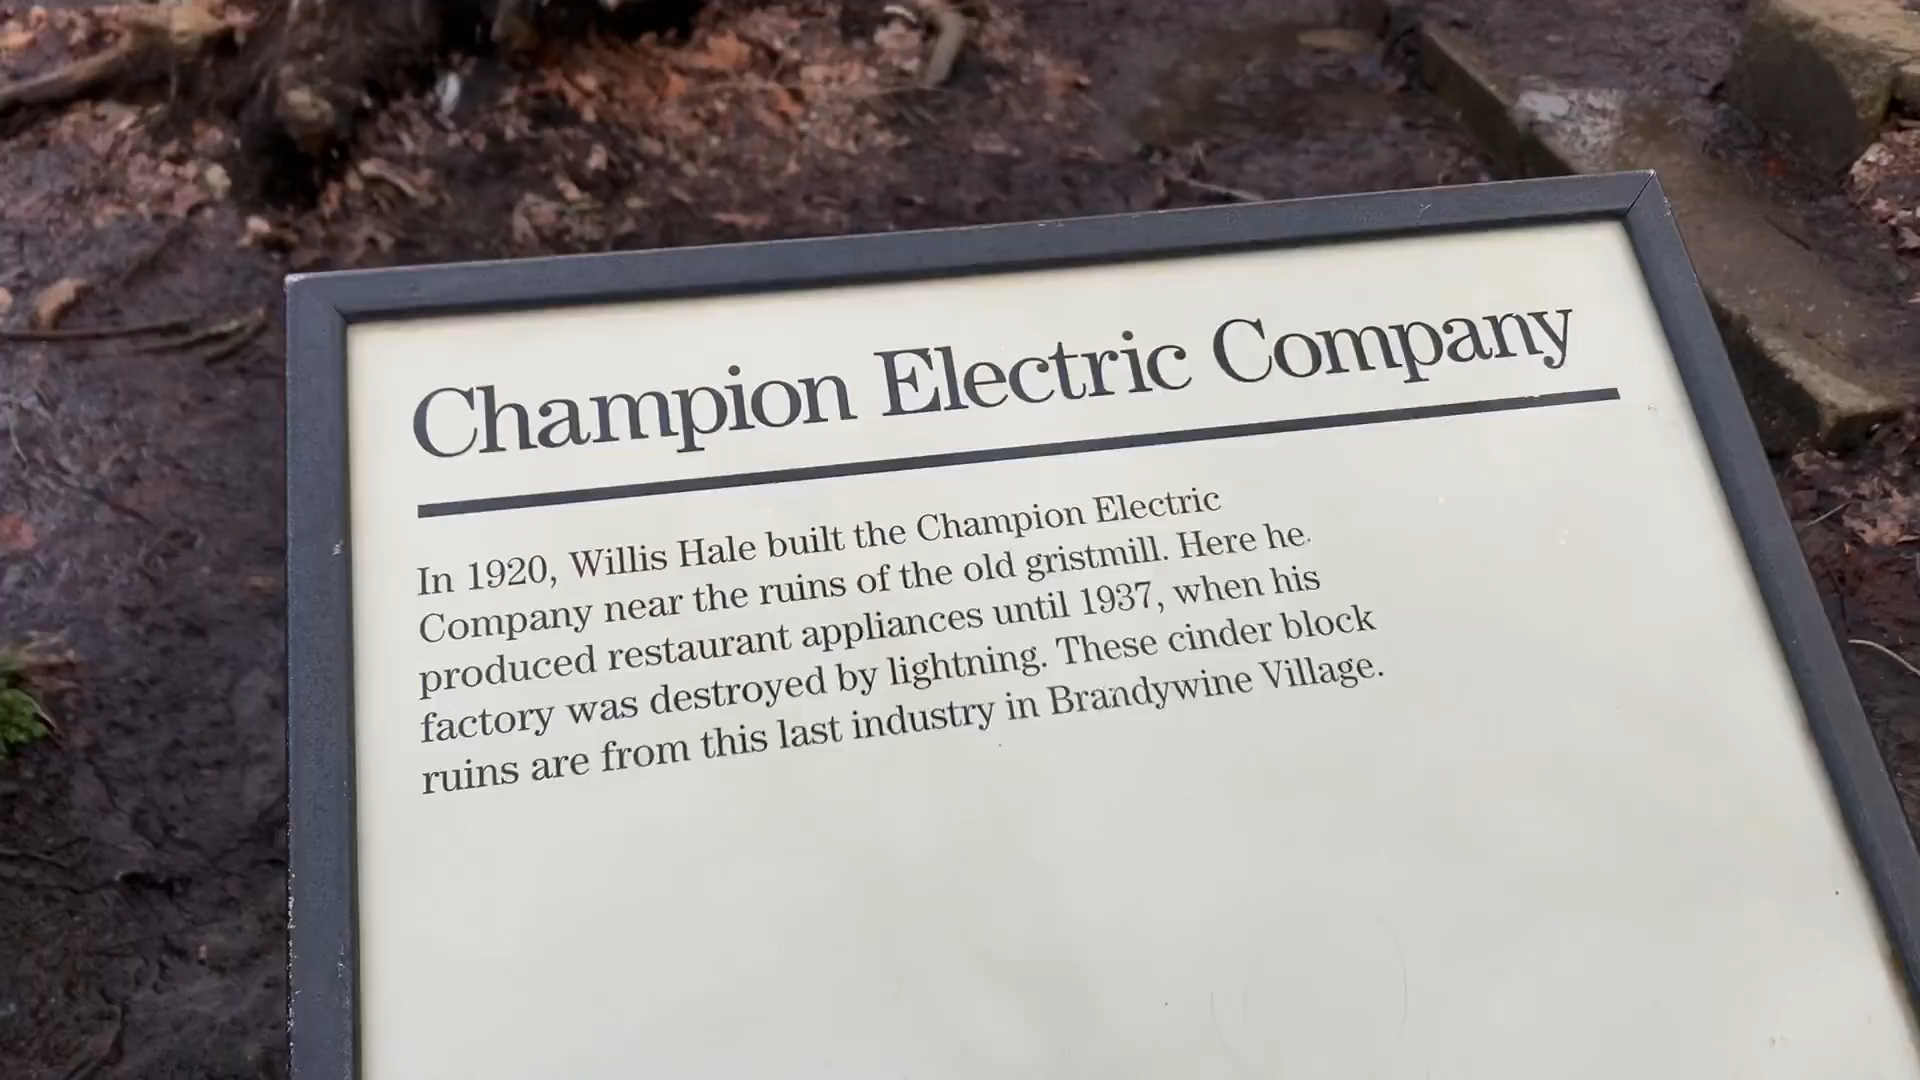 Champion Electric Company
In 1920, Willis Hale built the Champion Electric
Company near the ruins of the old gristmill. Here he
produced restaurant appliances until 1937, when his
factory was destroyed by lightning. These cinder block
ruins are from this last industry in Brandywine Village.